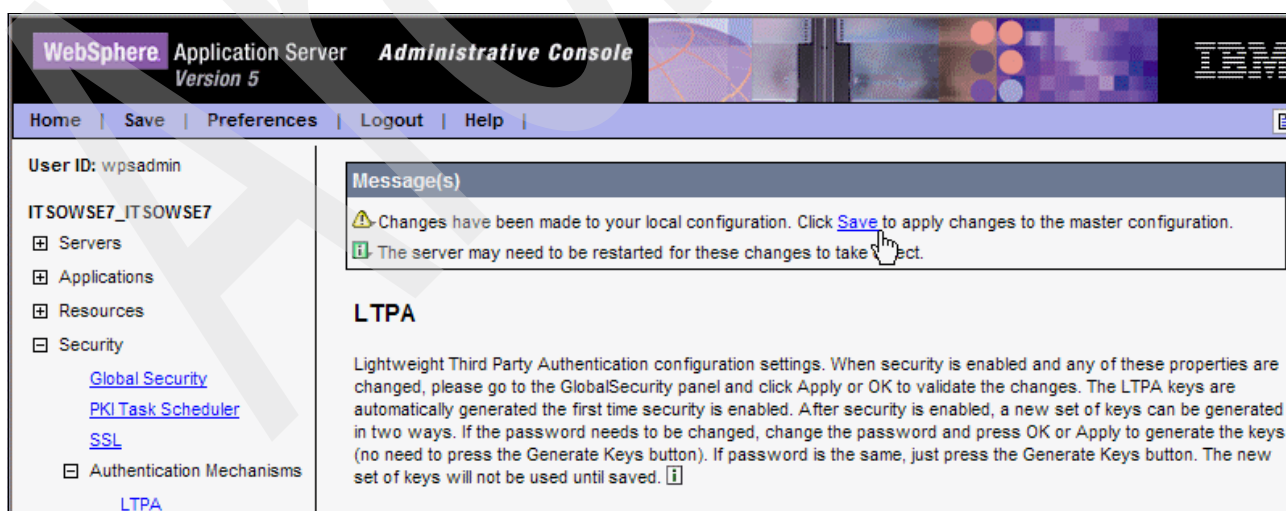 WebSphere. Application Server Administrative Console
Version 5
IBM
Home | Save | Preferences | Logout | Help |
User ID: wpsadmin
ITSOWSE7_ITSOWSE7
Servers
Applications
Resources
Security
Global Security
PKI Task Scheduler
SSL
Authentication Mechanisms
LTPA
Message(s)
Changes have been made to your local configuration. Click Save to apply changes to the master configuration.
The server may need to be restarted for these changes to take ect.
LTPA
Lightweight Third Party Authentication configuration settings. When security is enabled and any of these properties are
changed, please go to the GlobalSecurity panel and click Apply or OK to validate the changes. The LTPA keys are
automatically generated the first time security is enabled. After security is enabled, a new set of keys can be generated
in two ways. If the password needs to be changed, change the password and press OK or Apply to generate the keys
(no need to press the Generate Keys button). If password is the same, just press the Generate Keys button. The new
set of keys will not be used until saved. i